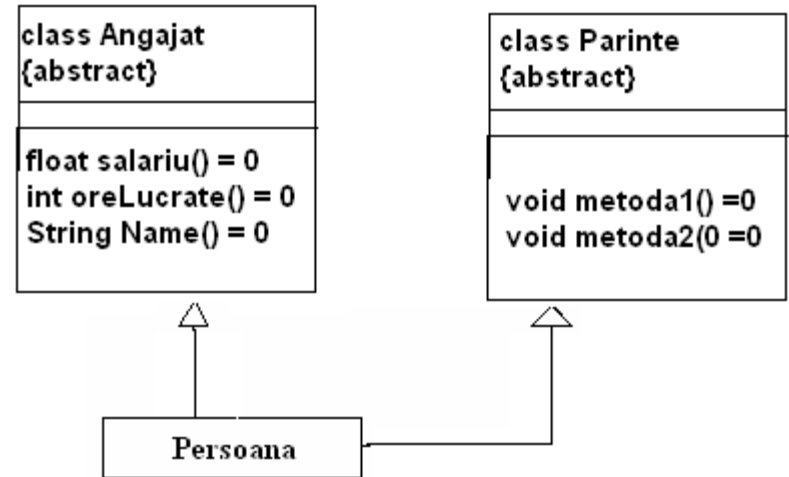 class Angajat
{abstract}
float salariu() = 0
int oreLucrate() = 0
String Name() = 0
class Parinte
{abstract}
void metoda1() =0
void metoda2(0 =0
Persoana